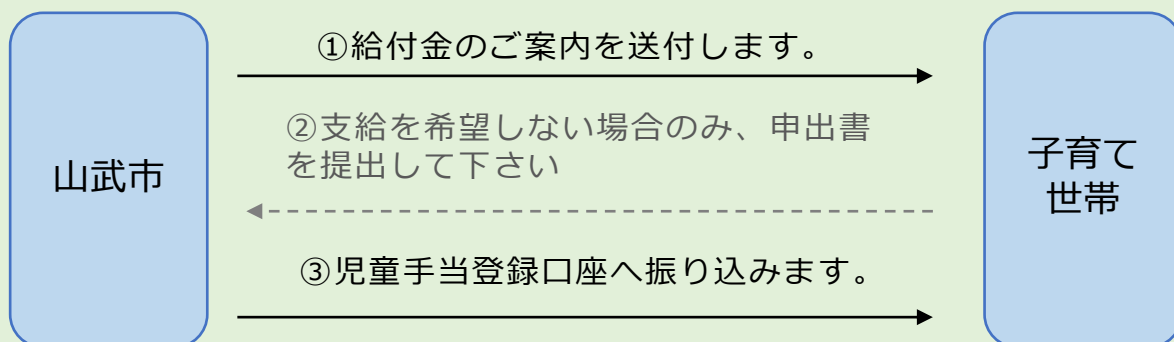 ①給付金のご案内を送付します。
②支給を希望しない場合のみ、申出書
を提出して下さい
山武市
子育て
世帯
③児童手当登録口座へ振り込みます。